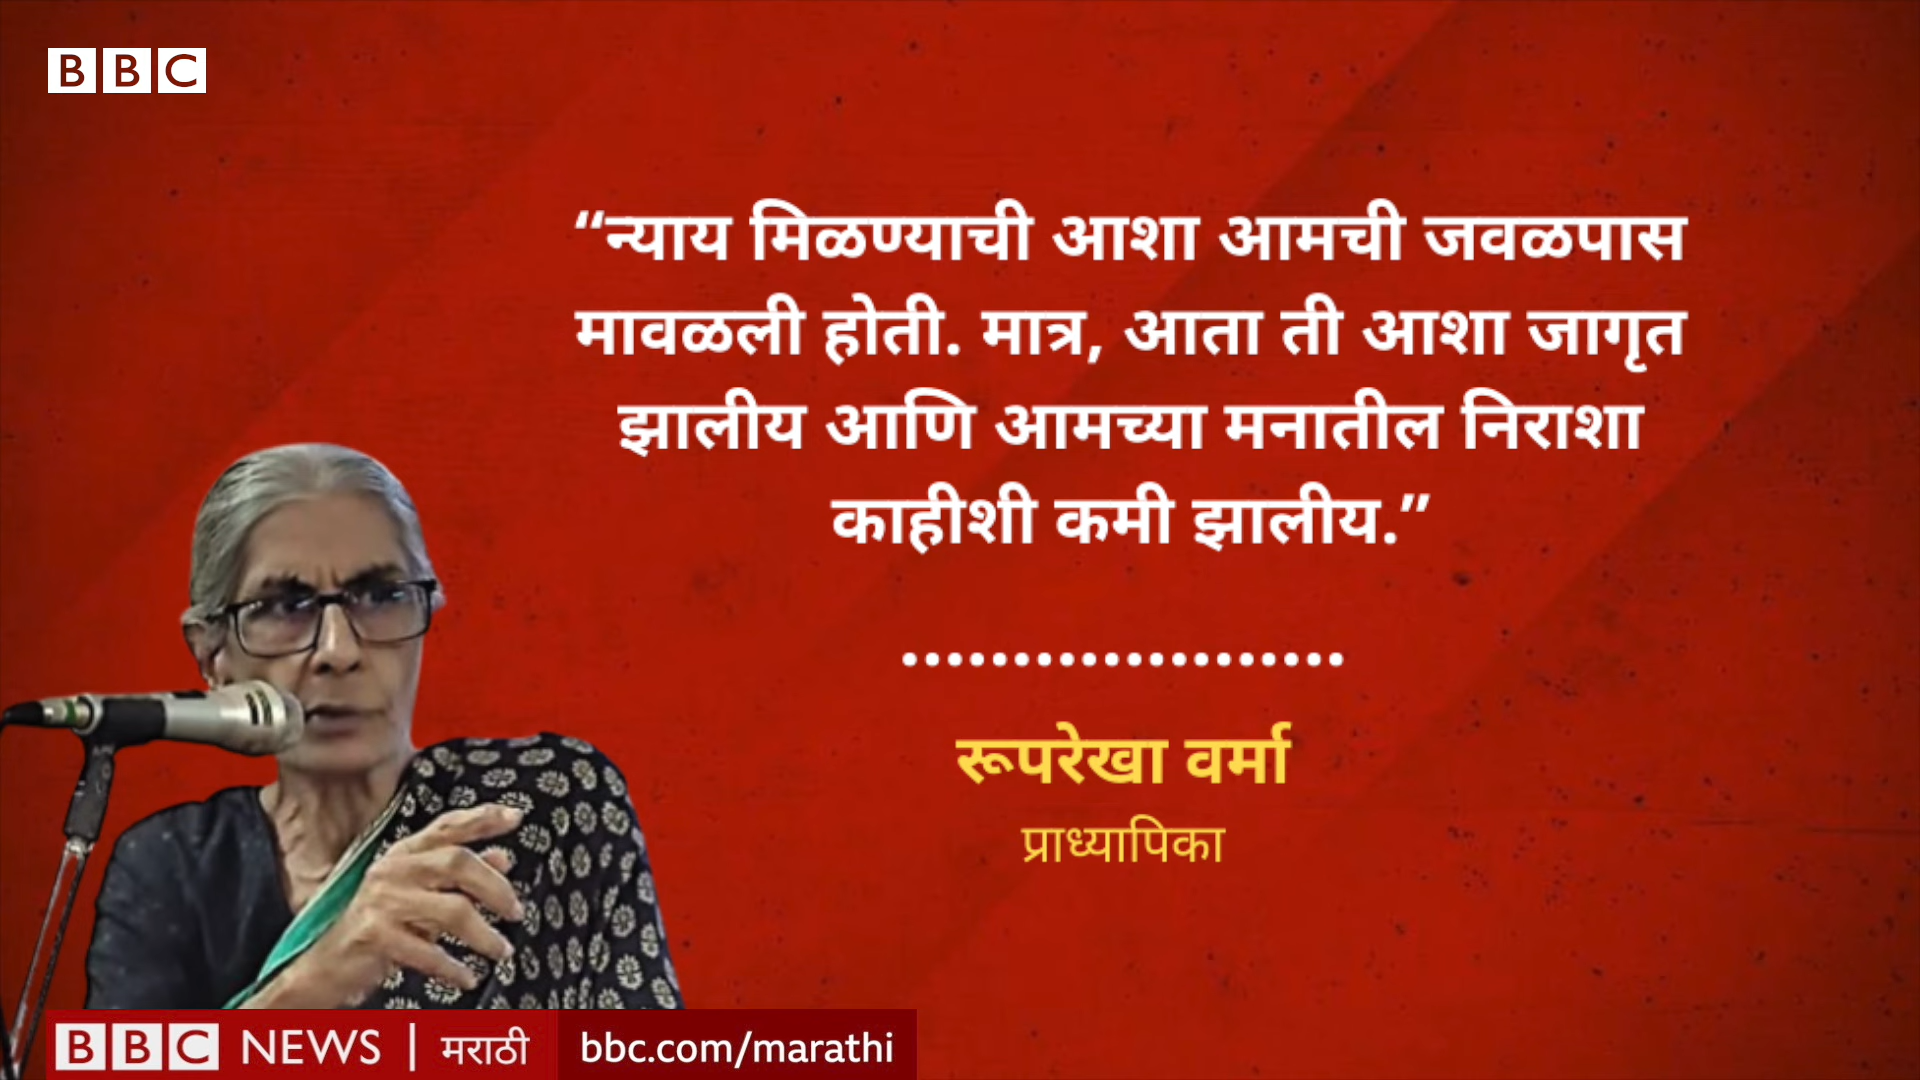 BBC
“न्याय मिळण्याची आशा आमची जवळपास
मावळली होती. मात्र, आता ती आशा जागृत
झालीय आणि आमच्या मनातील निराशा
काहीशी कमी झालीय.”
....................
रूपरेखा वर्मा
प्राध्यापिका
BBC NEWS | मराठी bbc.com/marathi